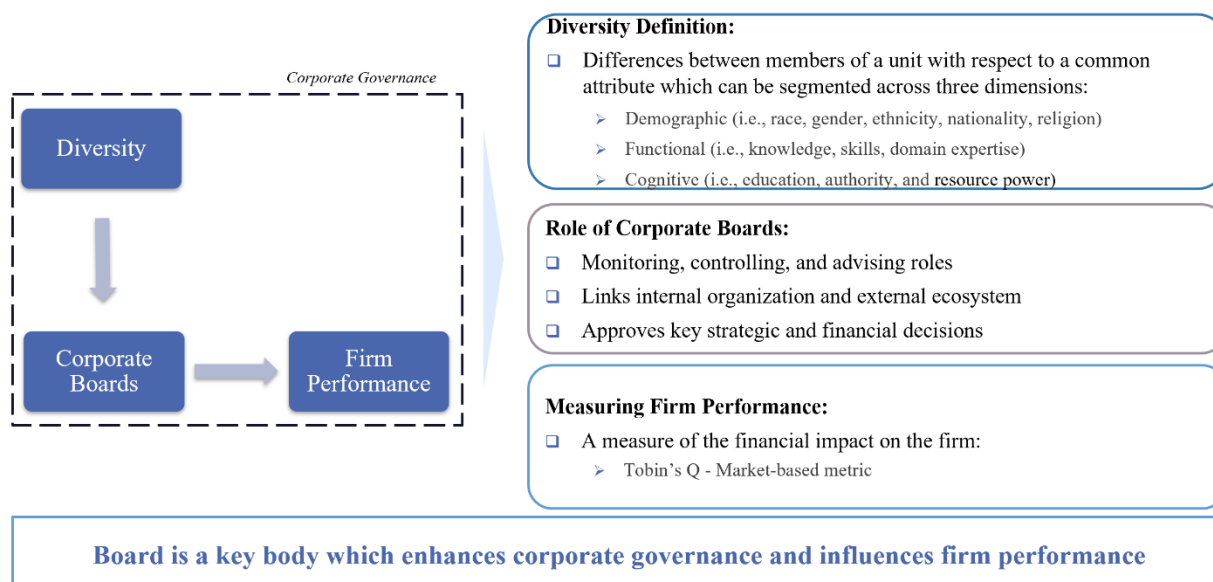 Corporate Governance
Diversity
Corporate
Boards
Firm
Performance
Diversity Definition:
Differences between members of a unit with respect to a common
attribute which can be segmented across three dimensions:
Demographic (i.e., race, gender, ethnicity, nationality, religion)
Functional (i.e., knowledge, skills, domain expertise)
Cognitive (i.e., education, authority, and resource power)
Role of Corporate Boards:
Monitoring, controlling, and advising roles
Links internal organization and external ecosystem
Approves key strategic and financial decisions
Measuring Firm Performance:
A measure of the financial impact on the firm:
Tobin’s Q - Market-based metric
Board is a key body which enhances corporate governance and influences firm performance